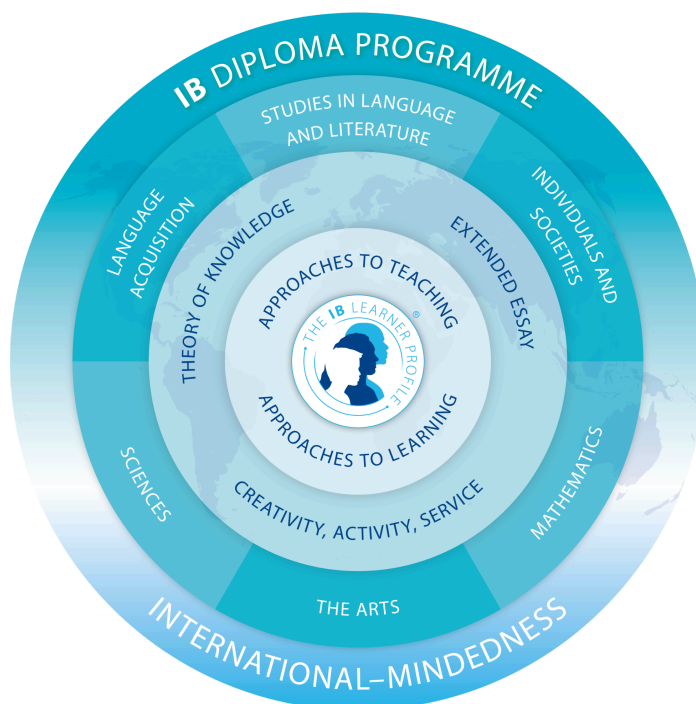 IB DIPLOMA PROGRAMME
STUDIES IN LANGUAGE
AND LITERATURE
LANGUAGE
ACQUISITION
INDIVIDUALS AND
SOCIETIES
THEORY OF KNOWLEDGE
EXTENDED ESSAY
APPROACHES TO TEACHING
THE IB LEARNER PROFILE
®
APPROACHES TO LEARNING
CREATIVITY, ACTIVITY, SERVICE
SCIENCES
MATHEMATICS
THE ARTS
INTERNATIONAL–MINDEDNESS